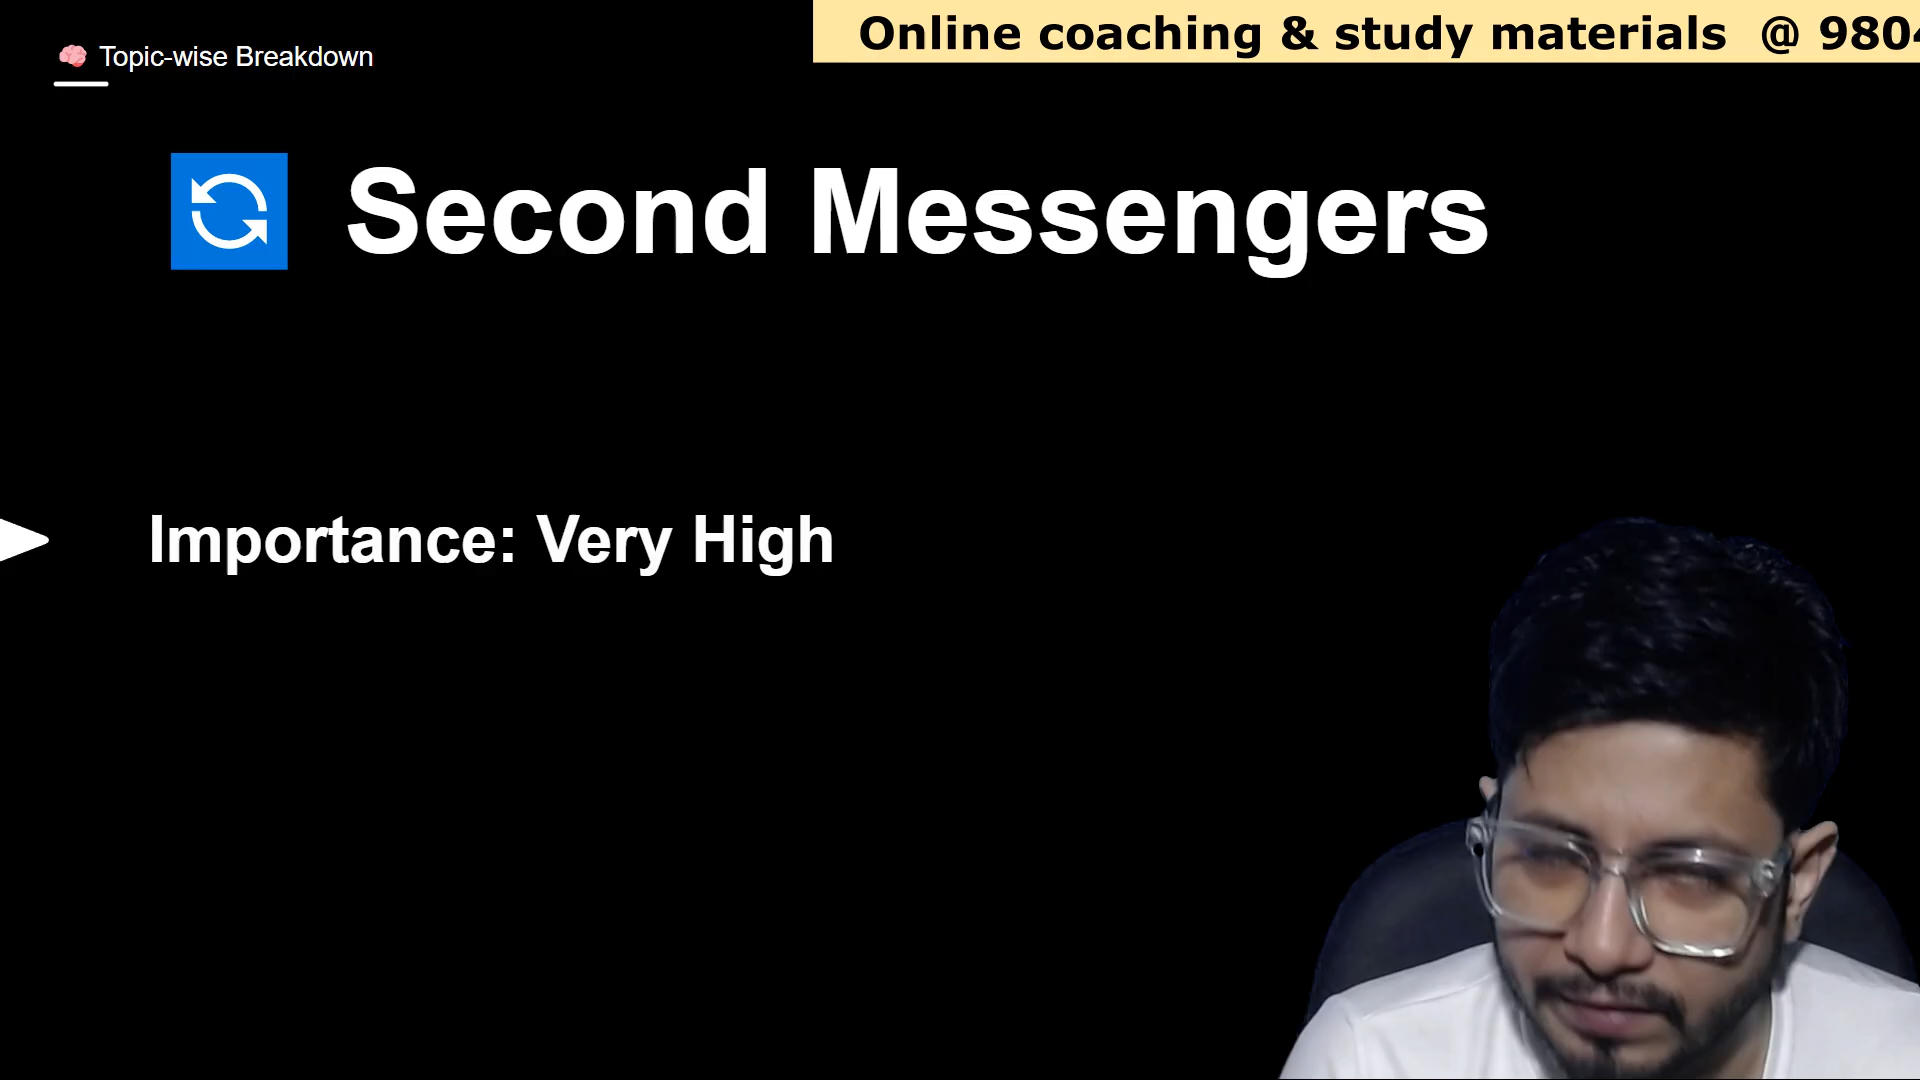 Online coaching & study materials @ 980
🧠 Topic-wise Breakdown
🔄 Second Messengers
Importance: Very High